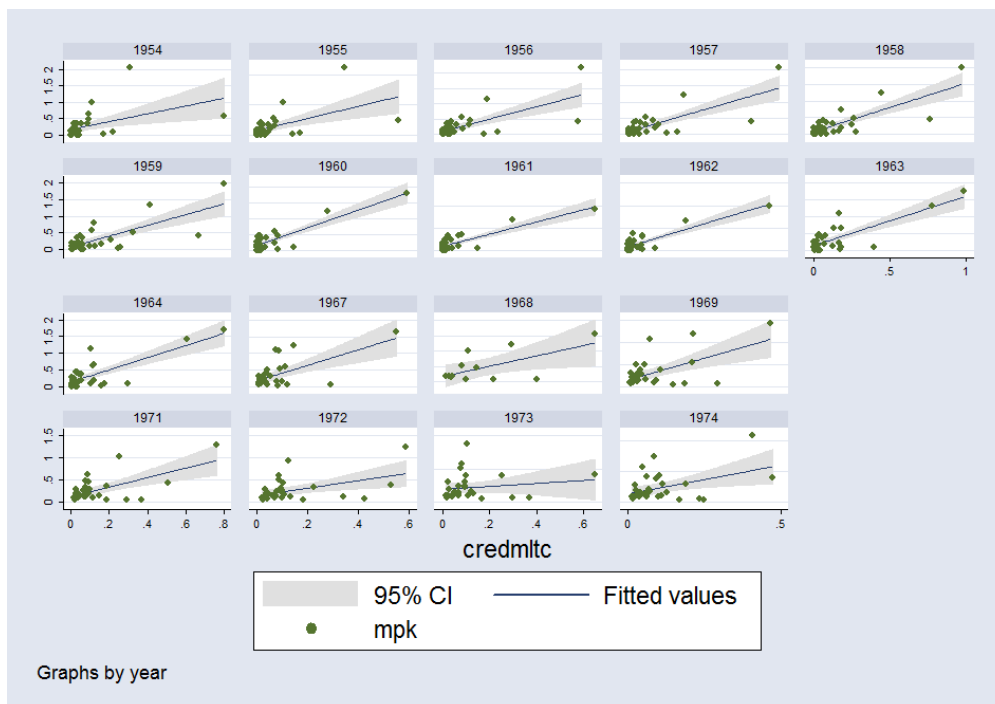 1954 1955 1956 1957 1958
0 .5 1 1.5 2
1959 1960 1961 1962 1963
0 .5 1 1.5 2
0 .5 1
1964 1967 1968 1969
0 .5 1 1.5 2
1971 1972 1973 1974
0 .5 1 1.5
0 .2 .4 .6 .8 0 .2 .4 .6 0 .2 .4 .6 0 .5
credmltc
95% CI Fitted values
mpk
Graphs by year